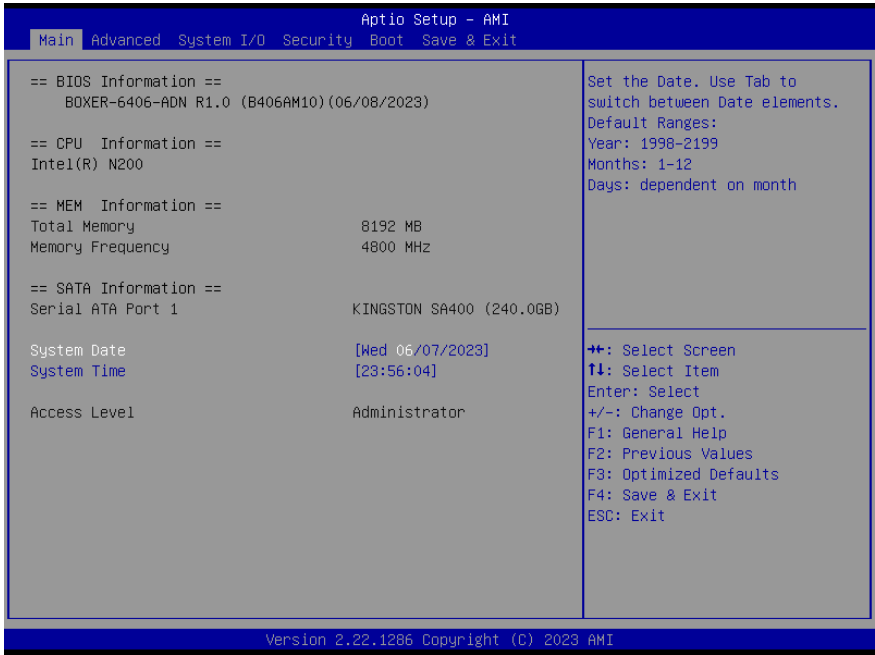 Aptio Setup - AMI
Main Advanced System I/O Security Boot Save & Exit
== BIOS Information ==
BOXER-6406-ADN R1.0 (B406AM10)(06/08/2023)
== CPU Information ==
Intel(R) N200
== MEM Information ==
Total Memory 8192 MB
Memory Frequency 4800 MHz
== SATA Information ==
Serial ATA Port 1 KINGSTON SA400 (240.0GB)
System Date [Wed 06/07/2023]
System Time [23:56:04]
Access Level Administrator
Set the Date. Use Tab to
switch between Date elements.
Default Ranges:
Year: 1998-2199
Months: 1-12
Days: dependent on month
→←: Select Screen
↑↓: Select Item
Enter: Select
+/-: Change Opt.
F1: General Help
F2: Previous Values
F3: Optimized Defaults
F4: Save & Exit
ESC: Exit
Version 2.22.1286 Copyright (C) 2023 AMI